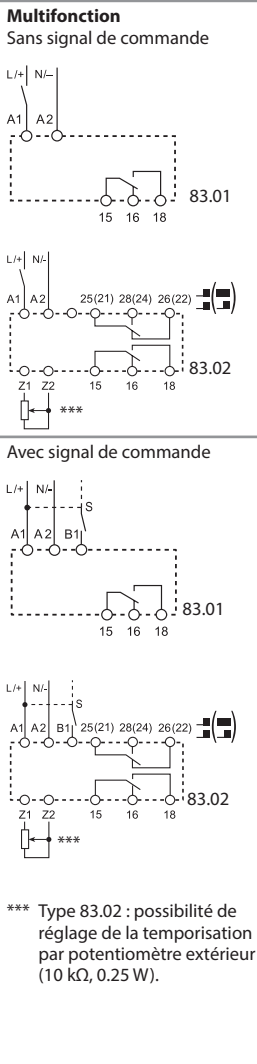 Multifonction
Sans signal de commande
L/+ N/–
A1 A2
83.01
15 16 18
L/+ N/-
A1 A2 25(21) 28(24) 26(22)
83.02
Z1 Z2 15 16 18
***
Avec signal de commande
L/+ N/-
S
A1 A2 B1
83.01
15 16 18
L/+ N/-
S
A1 A2 B1 25(21) 28(24) 26(22)
83.02
Z1 Z2 15 16 18
***
*** Type 83.02 : possibilité de
réglage de la temporisation
par potentiomètre extérieur
(10 kΩ, 0.25 W).